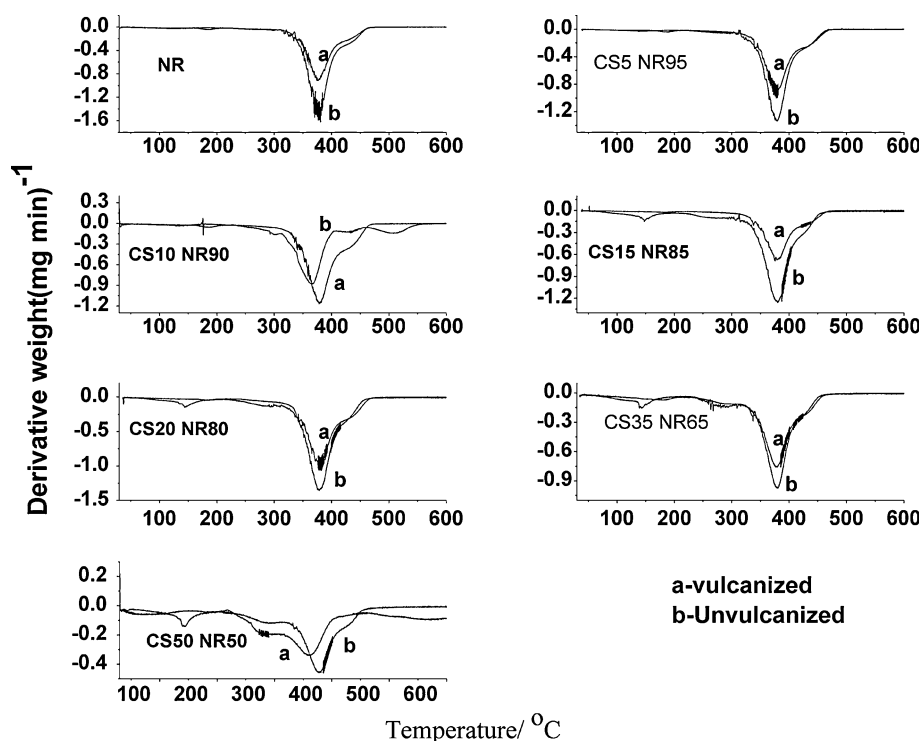 0.0
-0.4
-0.8
-1.2
-1.6
NR
a
b
100 200 300 400 500 600
0.0
-0.4
-0.8
-1.2
CS5 NR95
a
b
100 200 300 400 500 600
0.3
0.0
-0.3
-0.6
-0.9
-1.2
CS10 NR90
b
a
100 200 300 400 500 600
0.0
-0.3
-0.6
-0.9
-1.2
CS15 NR85
a
b
100 200 300 400 500 600
0.0
-0.5
-1.0
-1.5
CS20 NR80
a
b
100 200 300 400 500 600
0.0
-0.3
-0.6
-0.9
CS35 NR65
a
b
100 200 300 400 500 600
0.2
0.0
-0.2
-0.4
CS50 NR50
a
b
100 200 300 400 500 600
a-vulcanized
b-Unvulcanized
Derivative weight(mg min)-1
Temperature/ oC